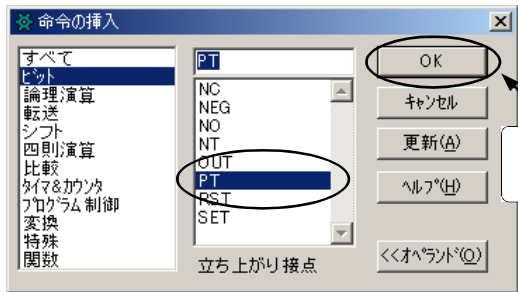 命令の挿入
すべて
ビット
論理演算
転送
シフト
四則演算
比較
タイマ&カウンタ
プログラム制御
変換
特殊
関数
PT
NC
NEG
NO
NT
OUT
PT
RST
SET
立ち上がり接点
OK
キャンセル
更新(A)
ヘルプ(H)
<<オペランド(O)